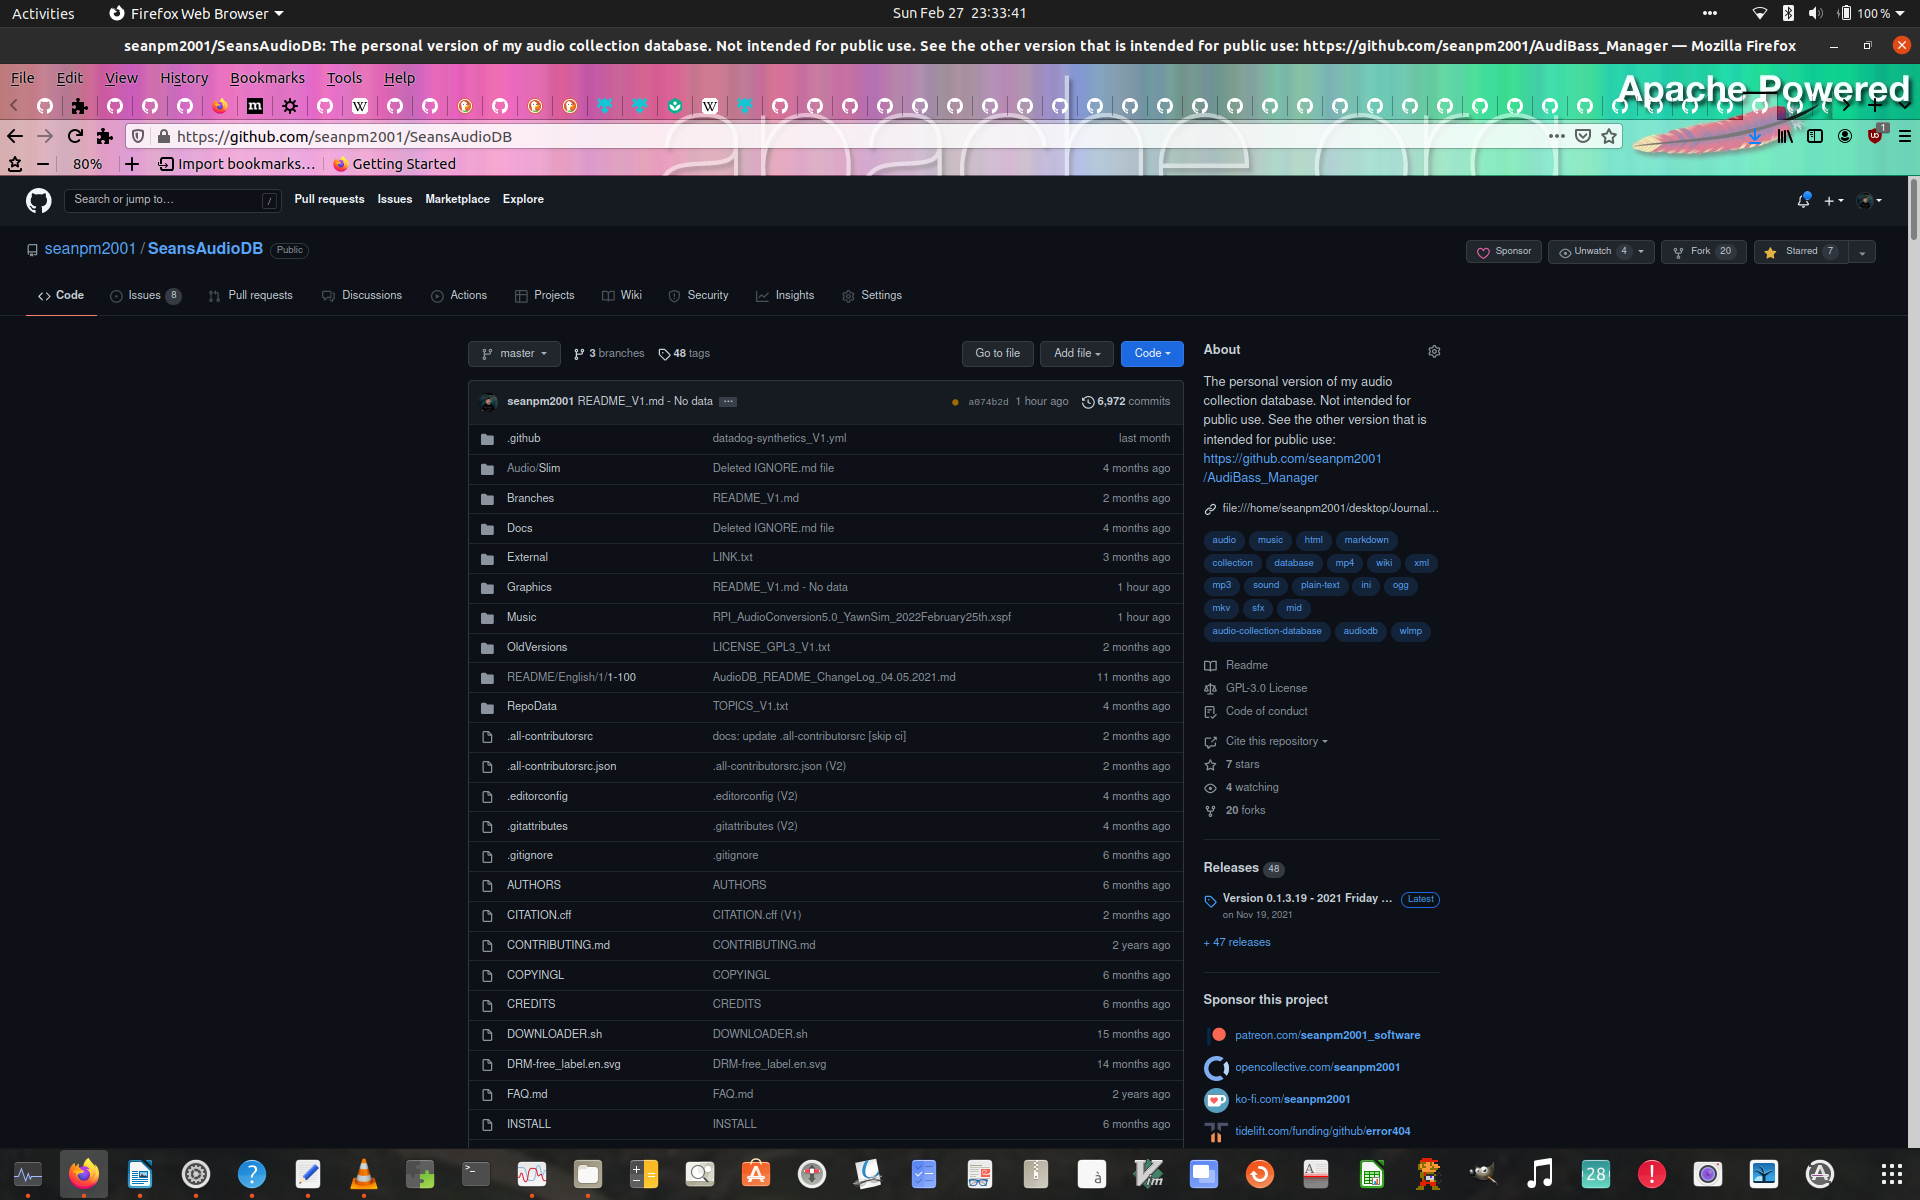 Activities
Firefox Web Browser
Sun Feb 27 23:33:41
100 %
seanpm2001/SeansAudioDB: The personal version of my audio collection database. Not intended for public use. See the other version that is intended for public use: https://github.com/seanpm2001/AudiBass_Manager — Mozilla Firefox
File Edit View History Bookmarks Tools Help
Apache Powered
https://github.com/seanpm2001/SeansAudioDB
apache.org
80%
Import bookmarks...
Getting Started
Search or jump to... /
Pull requests Issues Marketplace Explore
seanpm2001 / SeansAudioDB Public
Sponsor
Unwatch 4
Fork 20
Starred 7
Code
Issues 8
Pull requests
Discussions
Actions
Projects
Wiki
Security
Insights
Settings
master
3 branches
48 tags
Go to file
Add file
Code
seanpm2001 README_V1.md - No data ... a074b2d 1 hour ago 6,972 commits
.github datadog-synthetics_V1.yml last month
Audio/Slim Deleted IGNORE.md file 4 months ago
Branches README_V1.md 2 months ago
Docs Deleted IGNORE.md file 4 months ago
External LINK.txt 3 months ago
Graphics README_V1.md - No data 1 hour ago
Music RPI_AudioConversion5.0_YawnSim_2022February25th.xspf 1 hour ago
OldVersions LICENSE_GPL3_V1.txt 2 months ago
README/English/1/1-100 AudioDB_README_ChangeLog_04.05.2021.md 11 months ago
RepoData TOPICS_V1.txt 4 months ago
.all-contributorsrc docs: update .all-contributorsrc [skip ci] 2 months ago
.all-contributorsrc.json .all-contributorsrc.json (V2) 2 months ago
.editorconfig .editorconfig (V2) 4 months ago
.gitattributes .gitattributes (V2) 4 months ago
.gitignore .gitignore 6 months ago
AUTHORS AUTHORS 6 months ago
CITATION.cff CITATION.cff (V1) 2 months ago
CONTRIBUTING.md CONTRIBUTING.md 2 years ago
COPYINGL COPYINGL 6 months ago
CREDITS CREDITS 6 months ago
DOWNLOADER.sh DOWNLOADER.sh 15 months ago
DRM-free_label.en.svg DRM-free_label.en.svg 14 months ago
FAQ.md FAQ.md 2 years ago
INSTALL INSTALL 6 months ago
About
The personal version of my audio
collection database. Not intended for
public use. See the other version that is
intended for public use:
https://github.com/seanpm2001
/AudiBass_Manager
file:///home/seanpm2001/desktop/Journal...
audio music html markdown
collection database mp4 wiki xml
mp3 sound plain-text ini ogg
mkv sfx mid
audio-collection-database audiodb wlmp
Readme
GPL-3.0 License
Code of conduct
Cite this repository
7 stars
4 watching
20 forks
Releases 48
Version 0.1.3.19 - 2021 Friday ... Latest
on Nov 19, 2021
+ 47 releases
Sponsor this project
patreon.com/seanpm2001_software
opencollective.com/seanpm2001
ko-fi.com/seanpm2001
tidelift.com/funding/github/error404
28